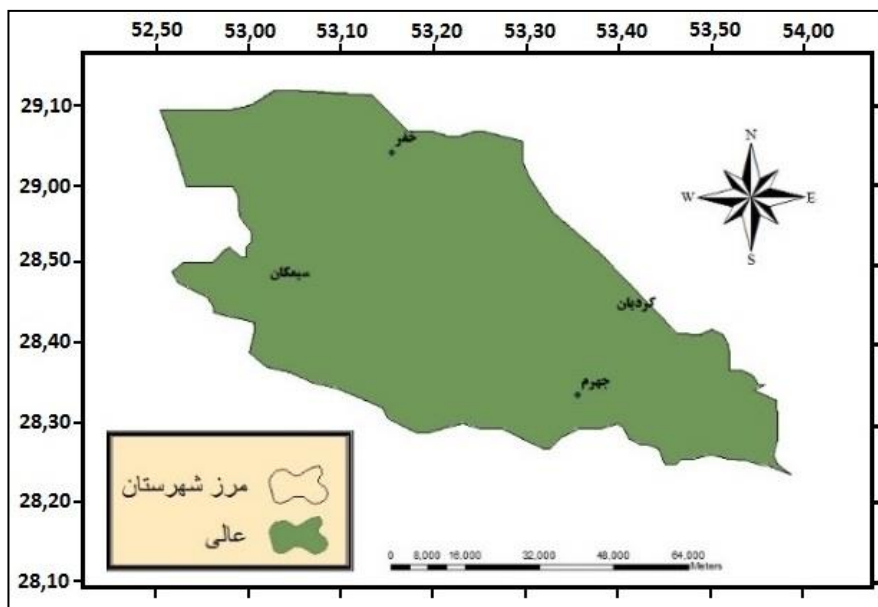 52,50 53,00 53,10 53,20 53,30 53,40 53,50 54,00
29,10
29,00
28,50
28,40
28,30
28,20
28,10
خفر
سیمکان
کردیان
جهرم
N
W E
S
مرز شهرستان
عالی
0 8,000 16,000 32,000 48,000 64,000
Meters